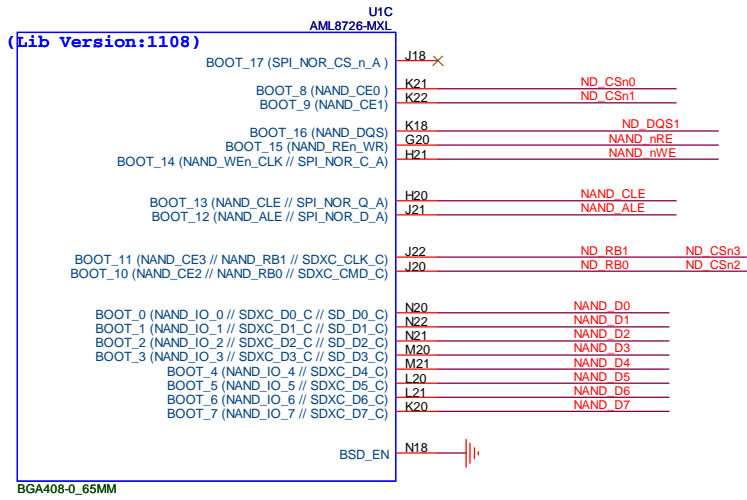 U1C
AML8726-MXL
(Lib Version:1108)
BOOT_17 (SPI_NOR_CS_n_A ) J18
BOOT_8 (NAND_CE0 ) K21 ND_CSn0
BOOT_9 (NAND_CE1) K22 ND_CSn1
BOOT_16 (NAND_DQS) K18 ND_DQS1
BOOT_15 (NAND_REn_WR) G20 NAND_nRE
BOOT_14 (NAND_WEn_CLK // SPI_NOR_C_A) H21 NAND_nWE
BOOT_13 (NAND_CLE // SPI_NOR_Q_A) H20 NAND_CLE
BOOT_12 (NAND_ALE // SPI_NOR_D_A) J21 NAND_ALE
BOOT_11 (NAND_CE3 // NAND_RB1 // SDXC_CLK_C) J22 ND_RB1 ND_CSn3
BOOT_10 (NAND_CE2 // NAND_RB0 // SDXC_CMD_C) J20 ND_RB0 ND_CSn2
BOOT_0 (NAND_IO_0 // SDXC_D0_C // SD_D0_C) N20 NAND_D0
BOOT_1 (NAND_IO_1 // SDXC_D1_C // SD_D1_C) N22 NAND_D1
BOOT_2 (NAND_IO_2 // SDXC_D2_C // SD_D2_C) N21 NAND_D2
BOOT_3 (NAND_IO_3 // SDXC_D3_C // SD_D3_C) M20 NAND_D3
BOOT_4 (NAND_IO_4 // SDXC_D4_C) M21 NAND_D4
BOOT_5 (NAND_IO_5 // SDXC_D5_C) L20 NAND_D5
BOOT_6 (NAND_IO_6 // SDXC_D6_C) L21 NAND_D6
BOOT_7 (NAND_IO_7 // SDXC_D7_C) K20 NAND_D7
BSD_EN N18
BGA408-0_65MM